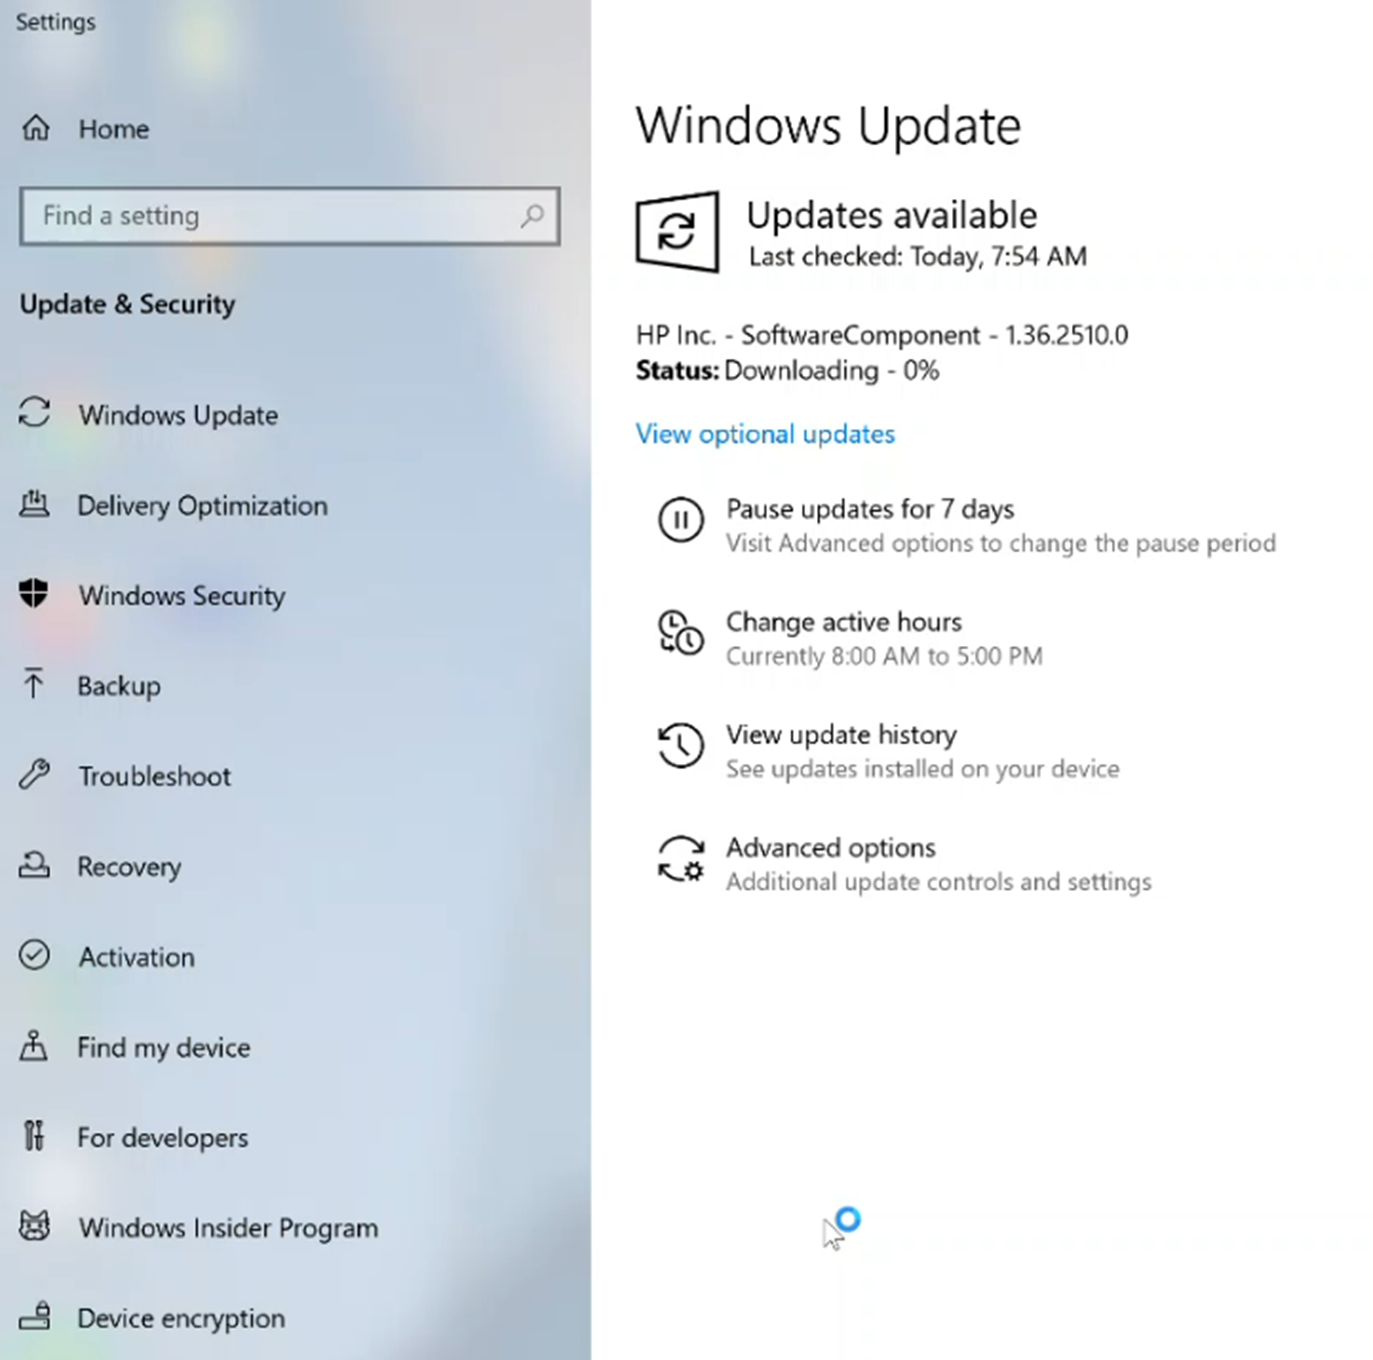 Settings
Home
Find a setting
Update & Security
Windows Update
Delivery Optimization
Windows Security
Backup
Troubleshoot
Recovery
Activation
Find my device
For developers
Windows Insider Program
Device encryption
Windows Update
Updates available
Last checked: Today, 7:54 AM
HP Inc. - SoftwareComponent - 1.36.2510.0
Status: Downloading - 0%
View optional updates
Pause updates for 7 days
Visit Advanced options to change the pause period
Change active hours
Currently 8:00 AM to 5:00 PM
View update history
See updates installed on your device
Advanced options
Additional update controls and settings